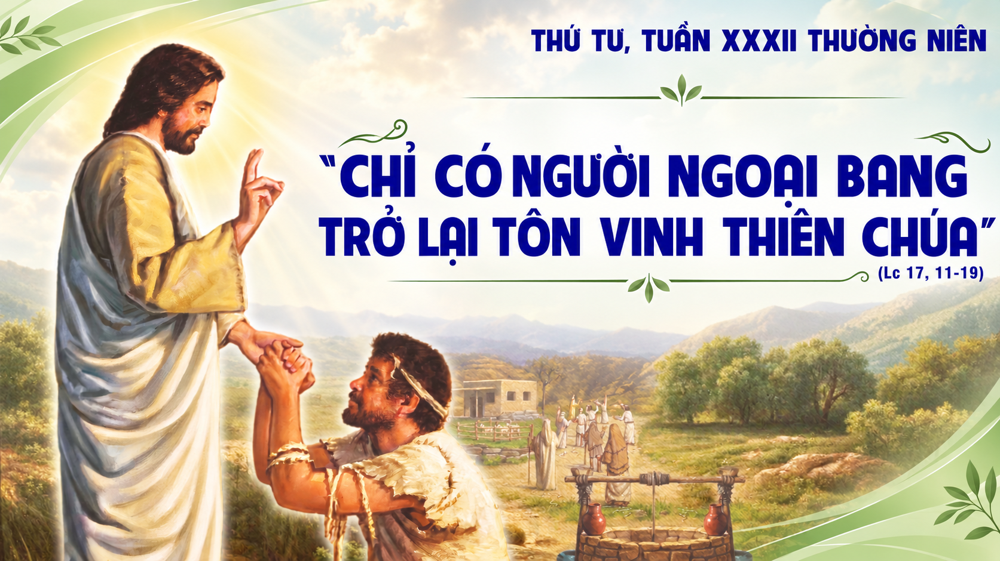 THỨ TƯ, TUẦN XXXII THƯỜNG NIÊN
“CHỈ CÓ NGƯỜI NGOẠI BANG
TRỞ LẠI TÔN VINH THIÊN CHÚA”
(Lc 17, 11-19)